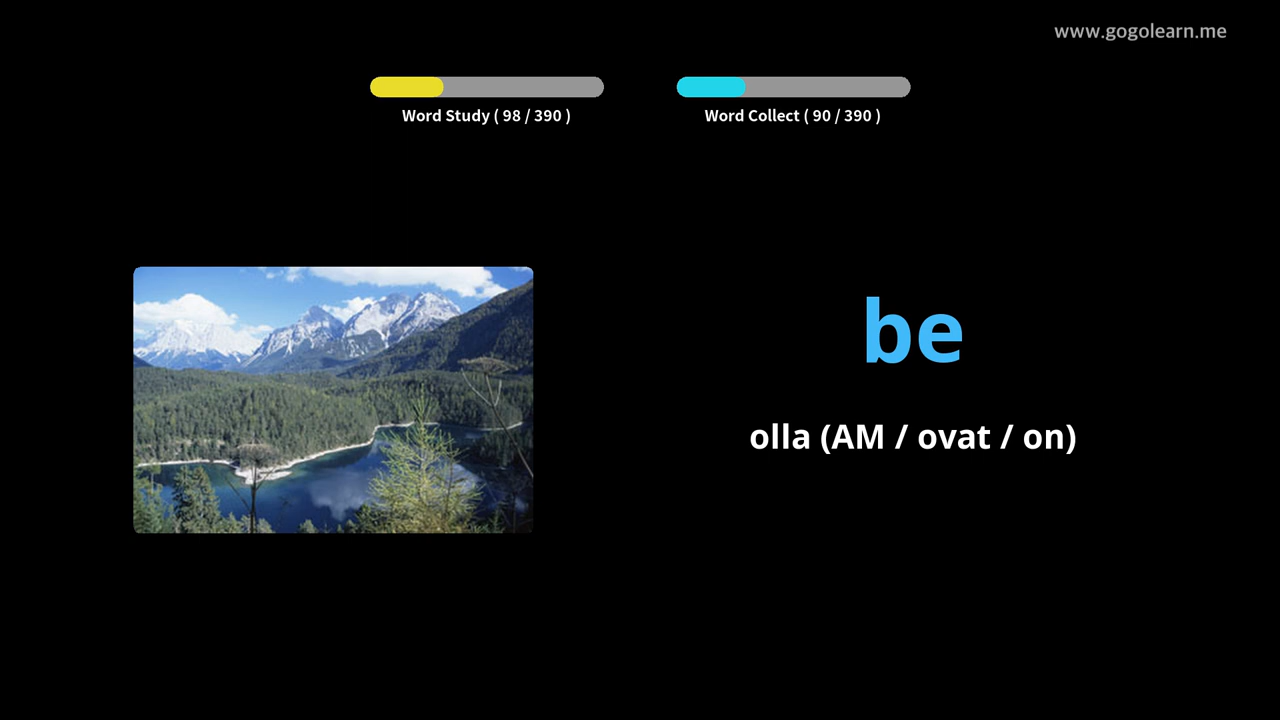 www.gogolearn.me
Word Study ( 98 / 390 )
Word Collect ( 90 / 390 )
be
olla (AM / ovat / on)